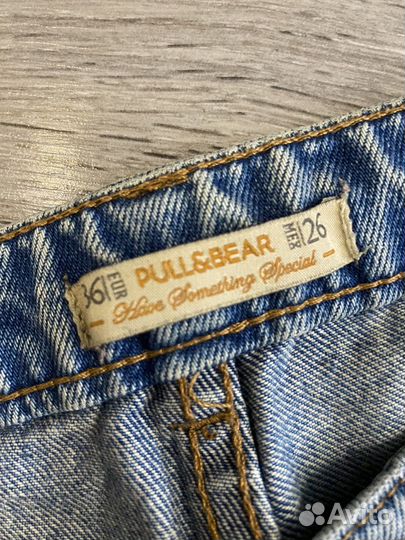 36 EUR PULL&BEAR MEX 26
Have Something Special
Avito